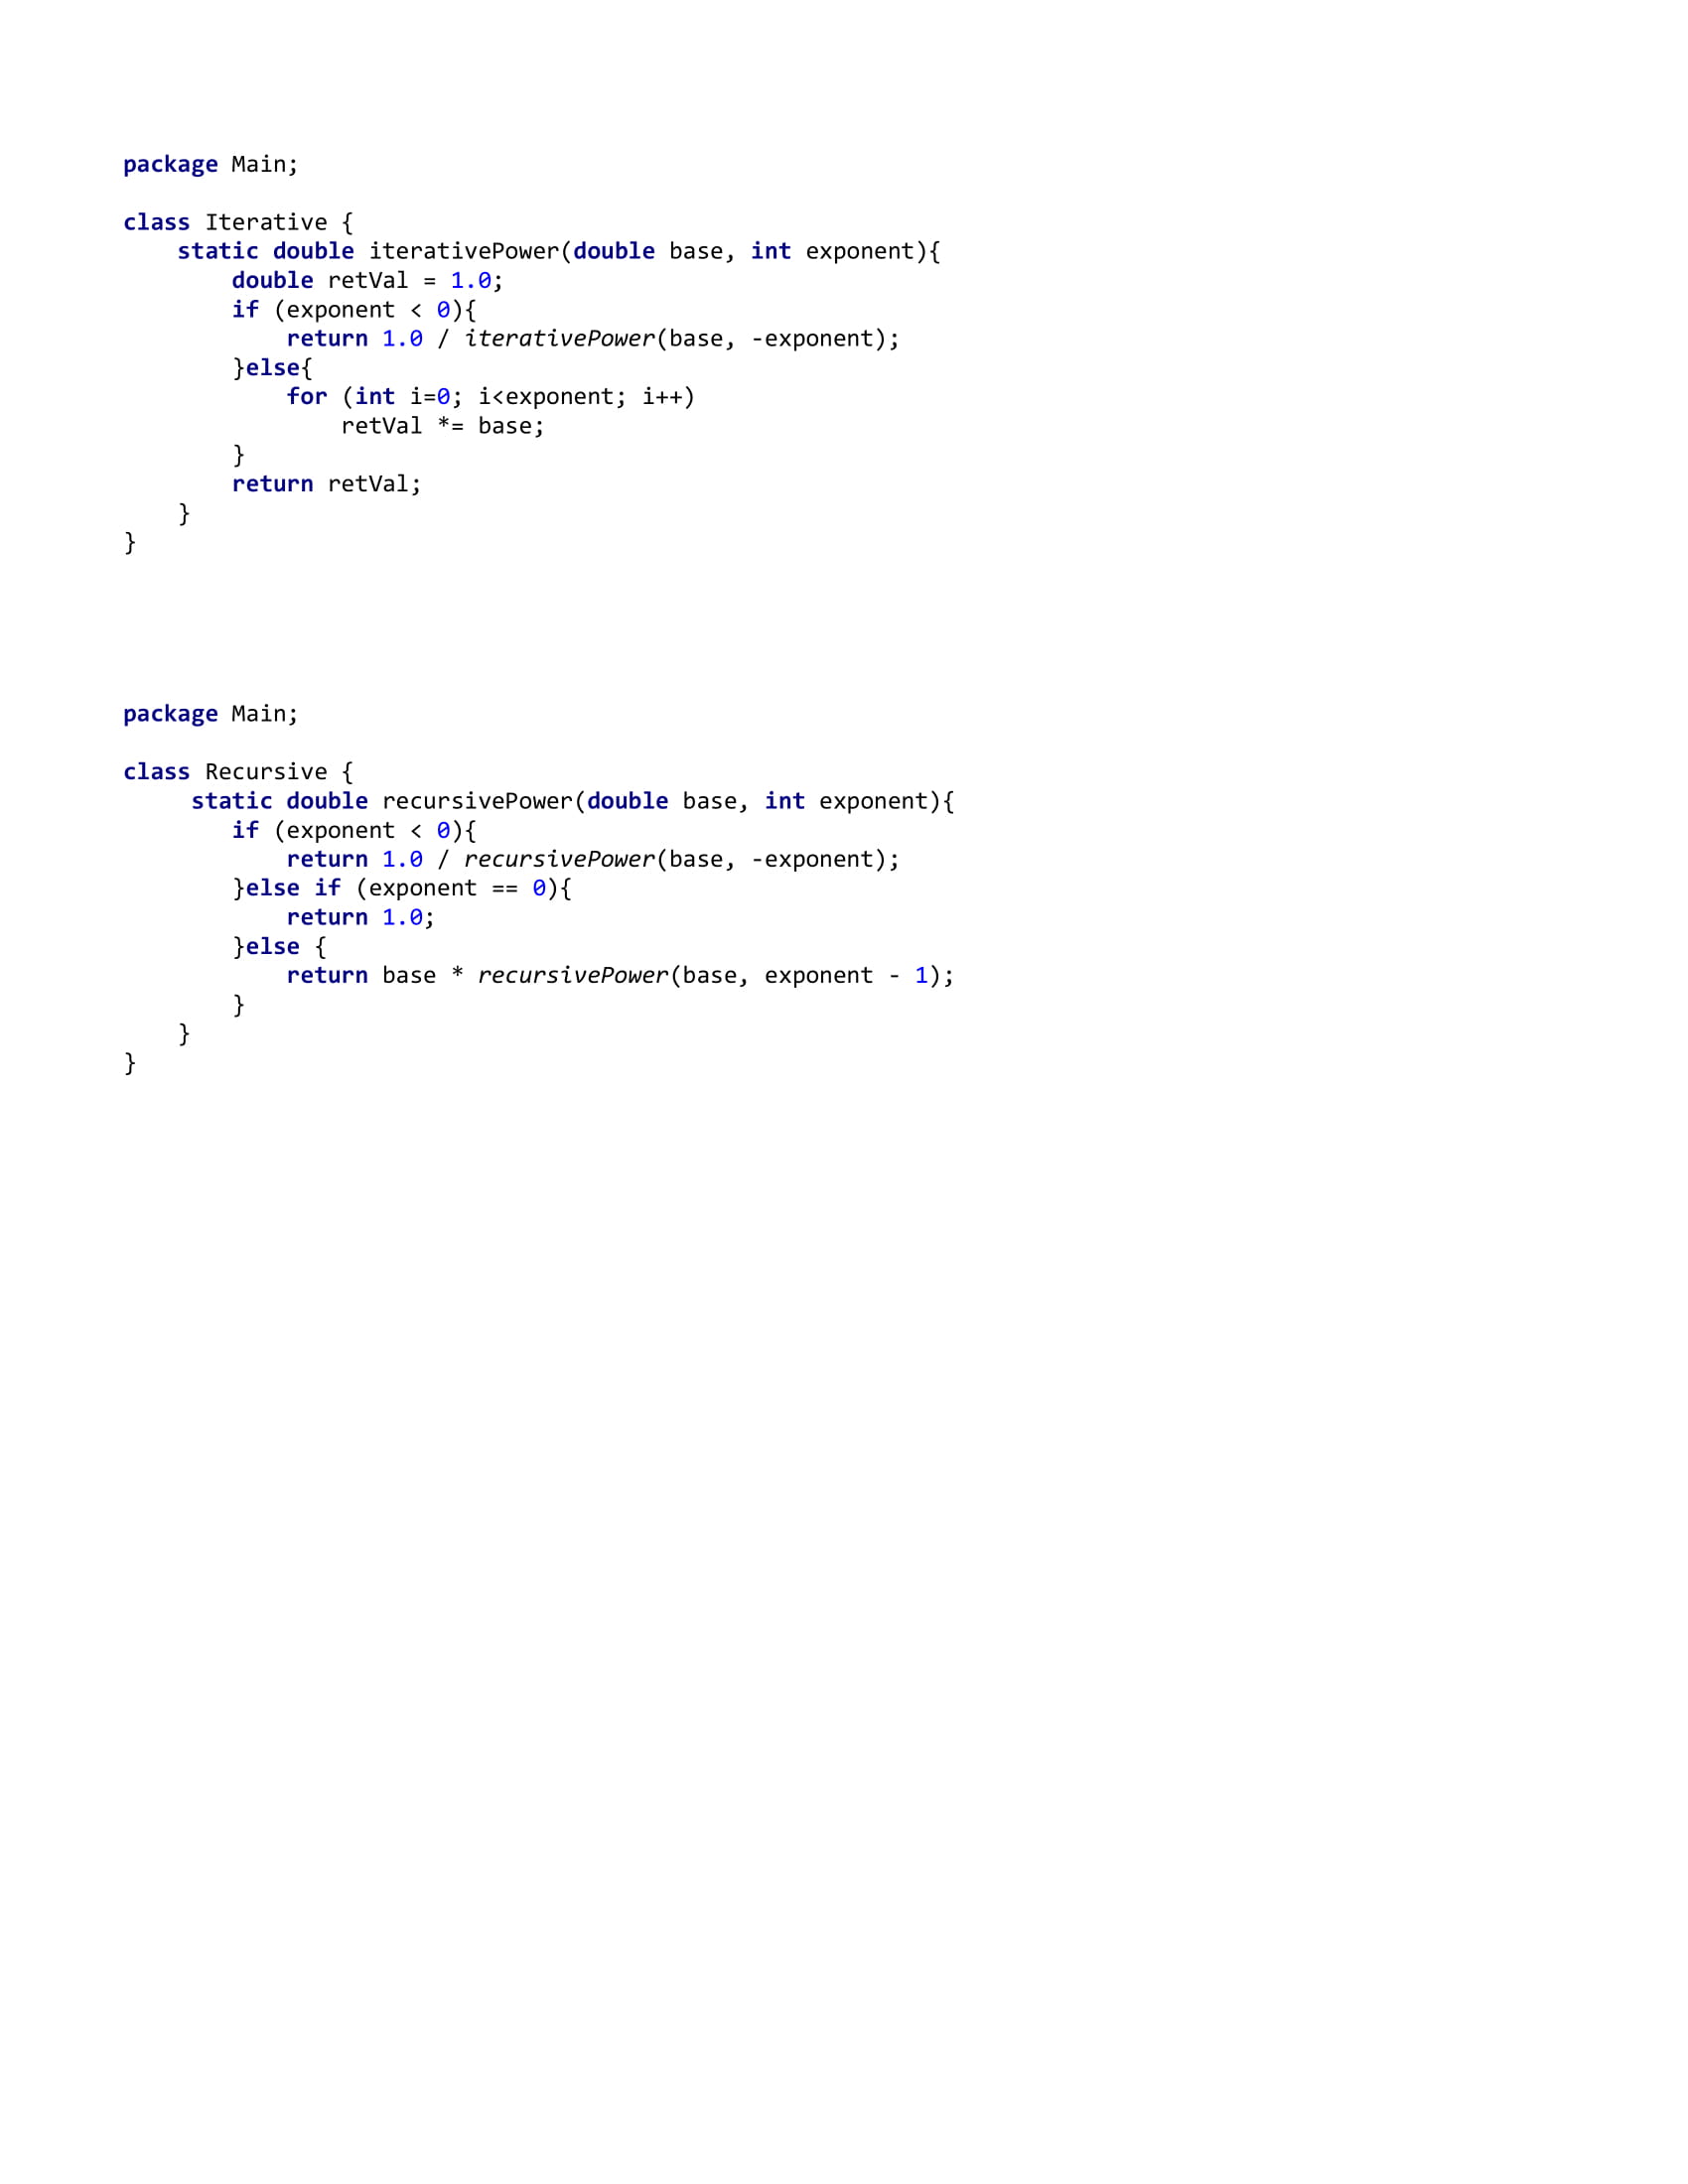 package Main;

class Iterative {
    static double iterativePower(double base, int exponent){
        double retVal = 1.0;
        if (exponent < 0){
            return 1.0 / iterativePower(base, -exponent);
        }else{
            for (int i=0; i<exponent; i++)
                retVal *= base;
        }
        return retVal;
    }
}

package Main;

class Recursive {
     static double recursivePower(double base, int exponent){
        if (exponent < 0){
            return 1.0 / recursivePower(base, -exponent);
        }else if (exponent == 0){
            return 1.0;
        }else {
            return base * recursivePower(base, exponent - 1);
        }
    }
}